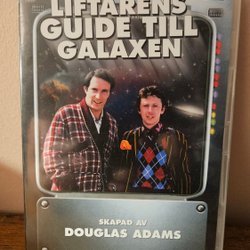 LIFTARENS
GUIDE TILL
GALAXEN
SKAPAD AV
DOUGLAS ADAMS